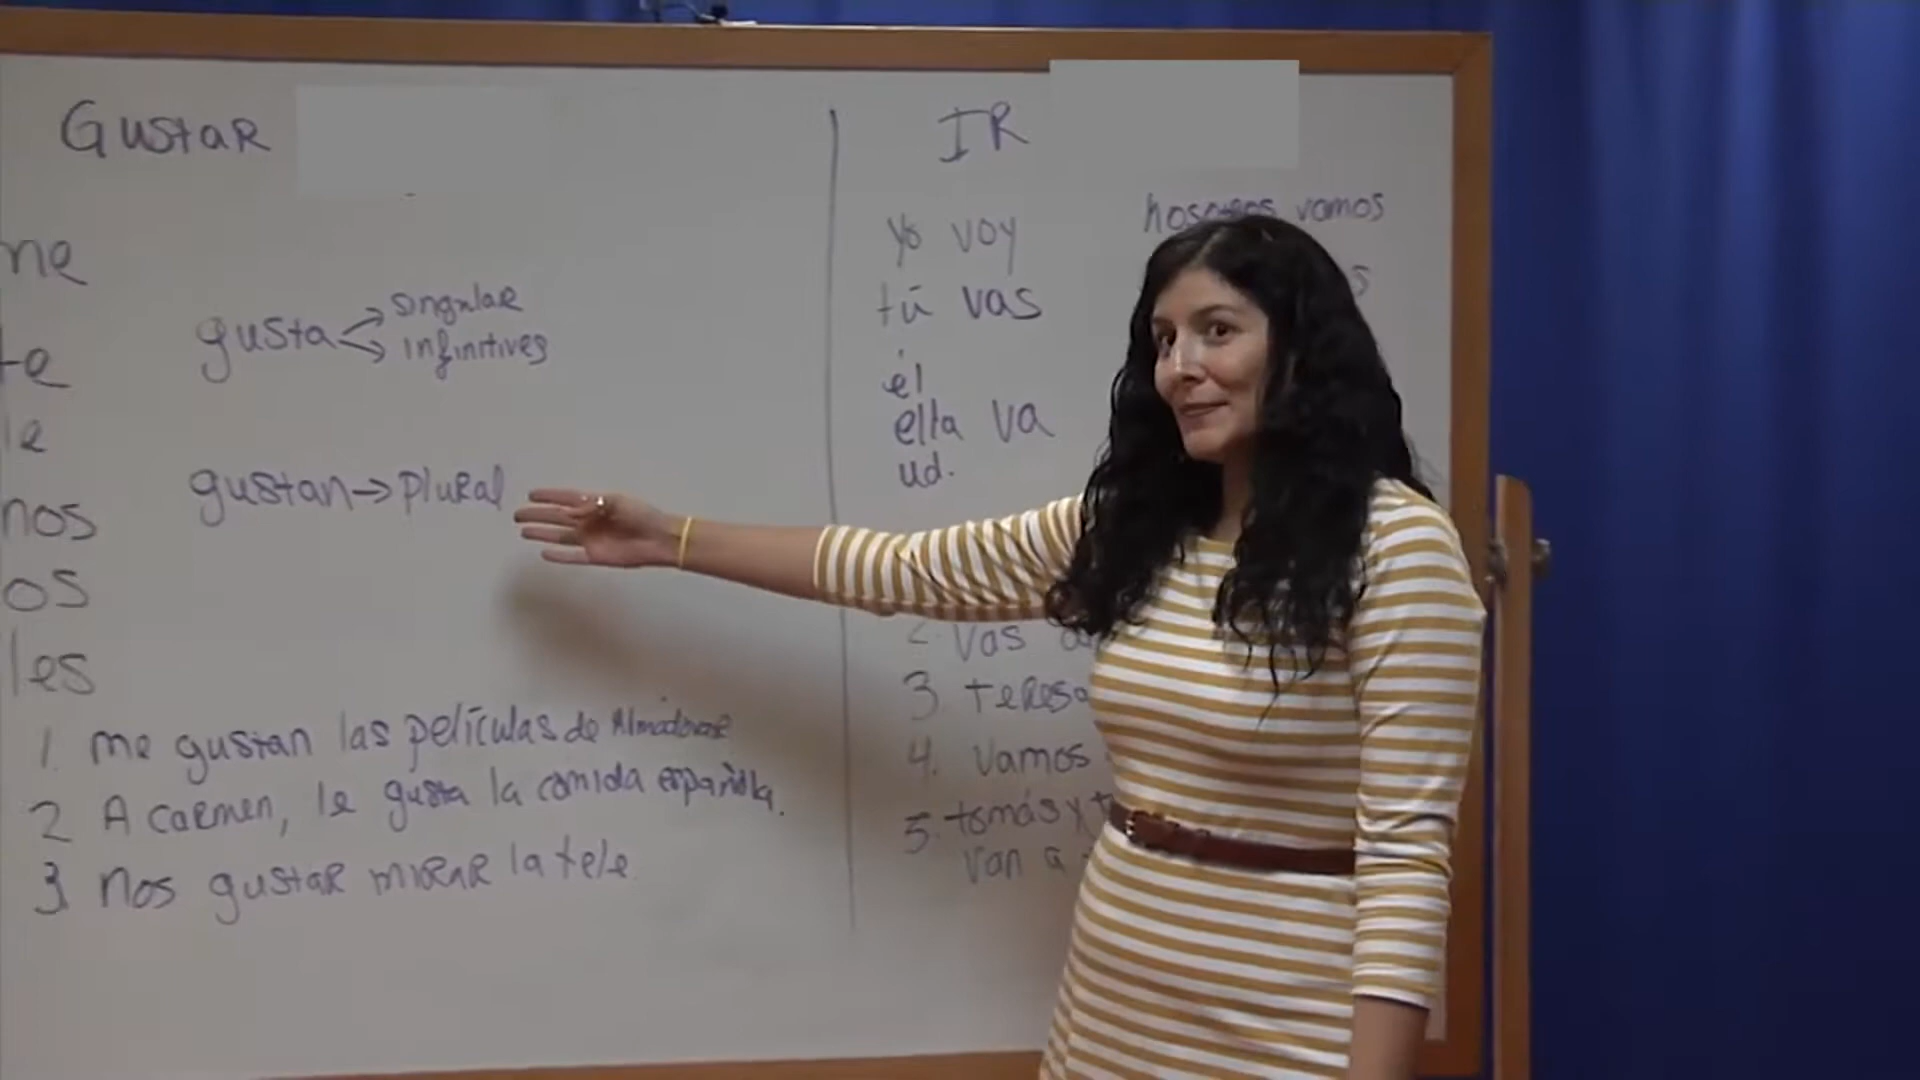 Gustar
me
te
le
nos
os
les
gusta → singular
→ infinitives
gustan → plural
1. Me gustan las películas de Almodovar
2 A Carmen, le gusta la comida española.
3. Nos gustar mirar la tele
IR
yo voy
tú vas
él
ella va
ud.
nosotros vamos
2. Vas
3 Teresa
4. Vamos
5. Tomás y
van a